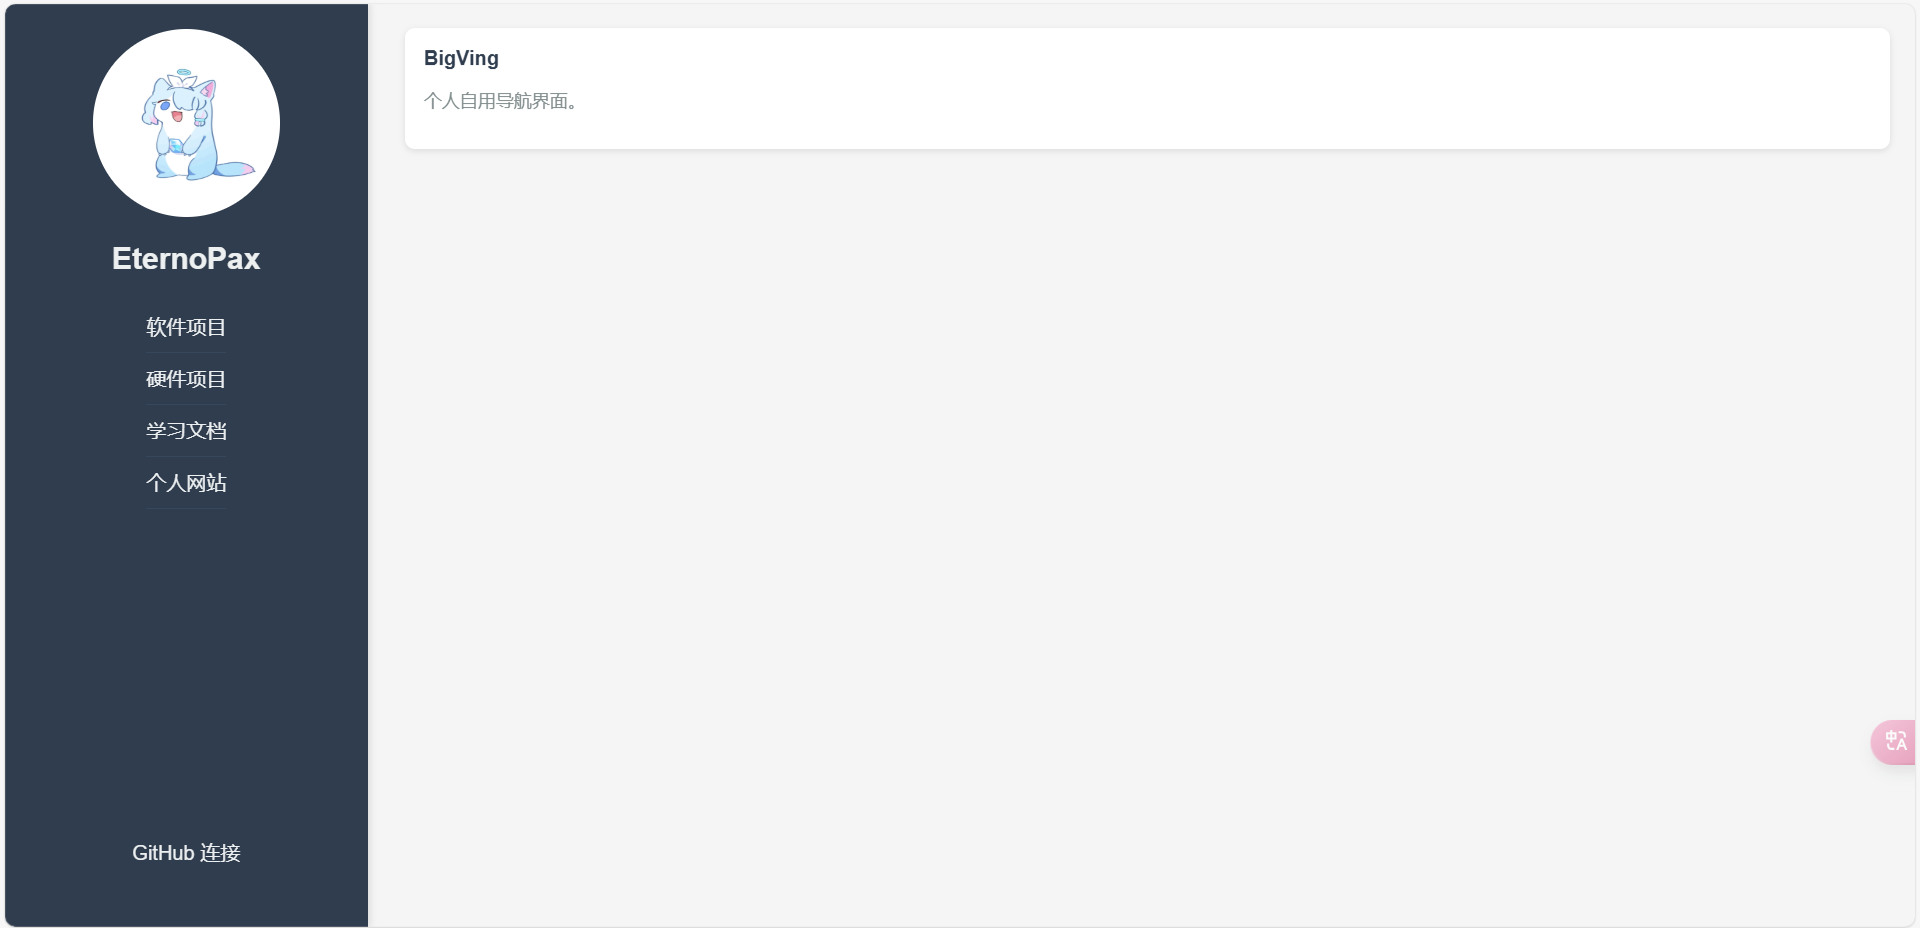 EternoPax
软件项目
硬件项目
学习文档
个人网站
GitHub 连接
BigVing
个人自用导航界面。
中A